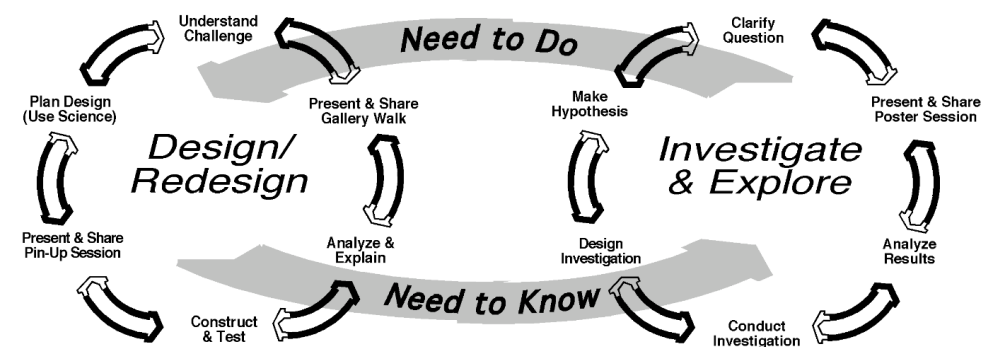 Understand
Challenge
Need to Do
Clarify
Question
Plan Design
(Use Science)
Present & Share
Gallery Walk
Make
Hypothesis
Present & Share
Poster Session
Design/
Redesign
Investigate
& Explore
Present & Share
Pin-Up Session
Analyze &
Explain
Design
Investigation
Analyze
Results
Need to Know
Construct
& Test
Conduct
Investigation